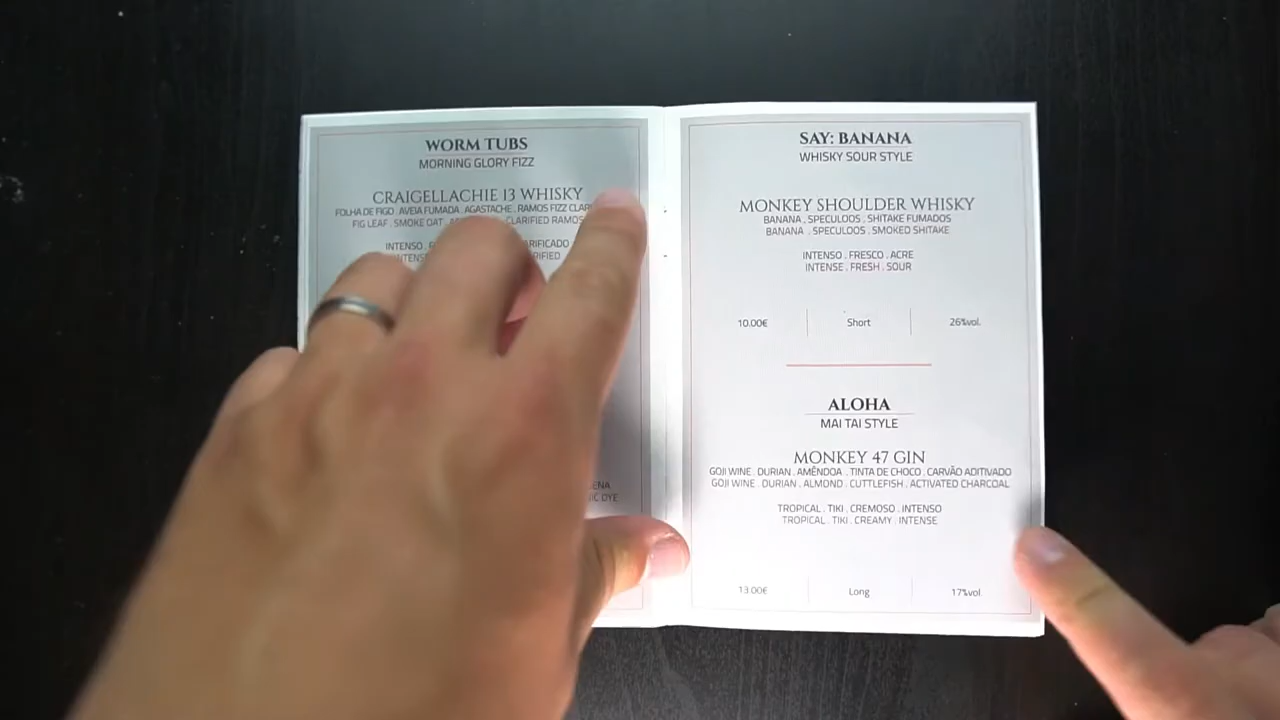 WORM TUBS
MORNING GLORY FIZZ
CRAIGELLACHIE 13 WHISKY
FOLHA DE FIGO . AVEIA FUMADA . AGASTACHE . RAMOS FIZZ
FIG LEAF . SMOKE OAT . CLARIFIED RAMOS
INTENSO .
SAY: BANANA
WHISKY SOUR STYLE
MONKEY SHOULDER WHISKY
BANANA . SPECULOOS . SHITAKE FUMADOS
BANANA . SPECULOOS . SMOKED SHITAKE
INTENSO . FRESCO . ACRE
INTENSE . FRESH . SOUR
10.00€ Short 26%vol.
ALOHA
MAI TAI STYLE
MONKEY 47 GIN
GOJI WINE . DURIAN . AMÊNDOA . TINTA DE CHOCO . CARVÃO ADITIVADO
GOJI WINE . DURIAN . ALMOND . CUTTLEFISH . ACTIVATED CHARCOAL
TROPICAL . TIKI . CREMOSO . INTENSO
TROPICAL . TIKI . CREAMY . INTENSE
13.00€ Long 17%vol.